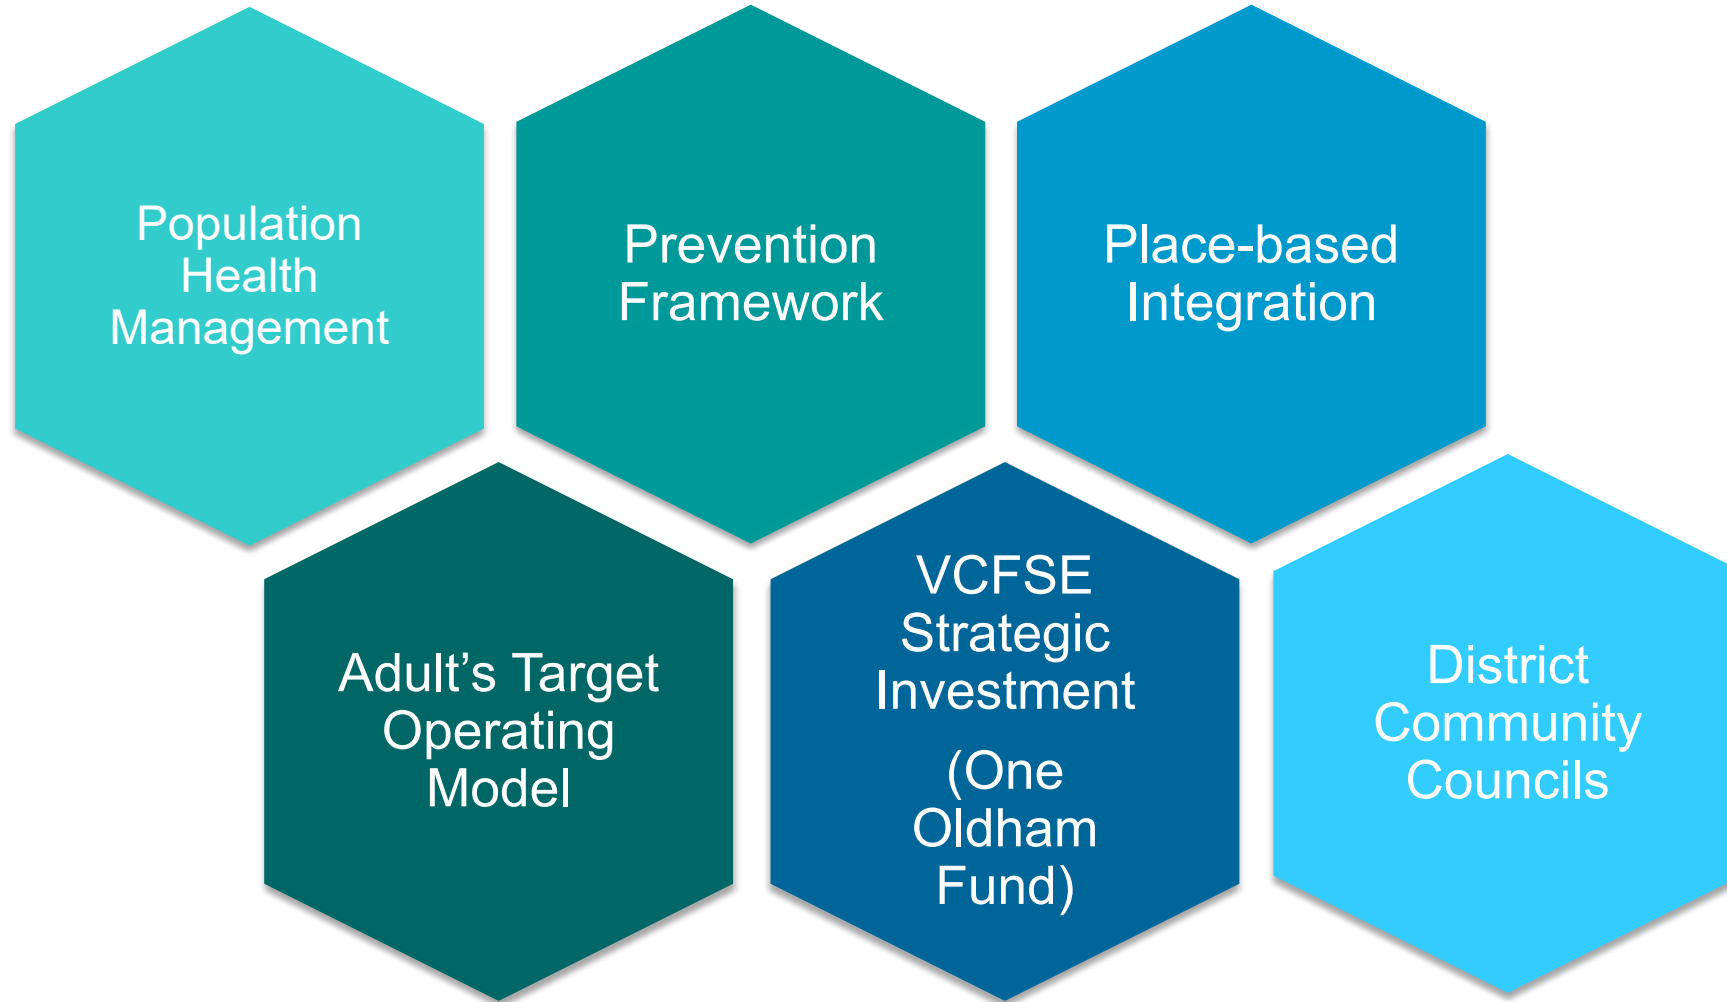 Population
Health
Management
Prevention
Framework
Place-based
Integration
Adult’s Target
Operating
Model
VCFSE
Strategic
Investment
(One
Oldham
Fund)
District
Community
Councils